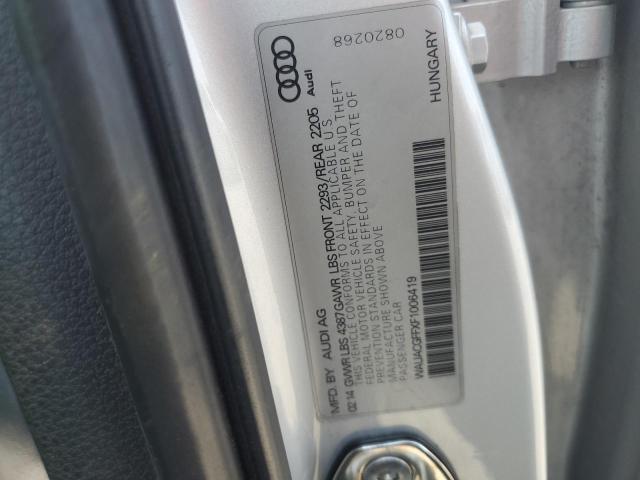 0820268
Audi
HUNGARY
MFD. BY AUDI AG
02 14 GVWR LBS 4387 GAWR LBS FRONT 2293/REAR 2205
THIS VEHICLE CONFORMS TO ALL APPLICABLE U S
FEDERAL MOTOR VEHICLE SAFETY, BUMPER AND THEFT
PREVENTION STANDARDS IN EFFECT ON THE DATE OF
MANUFACTURE SHOWN ABOVE
PASSENGER CAR
WAUACGFFXF1006419